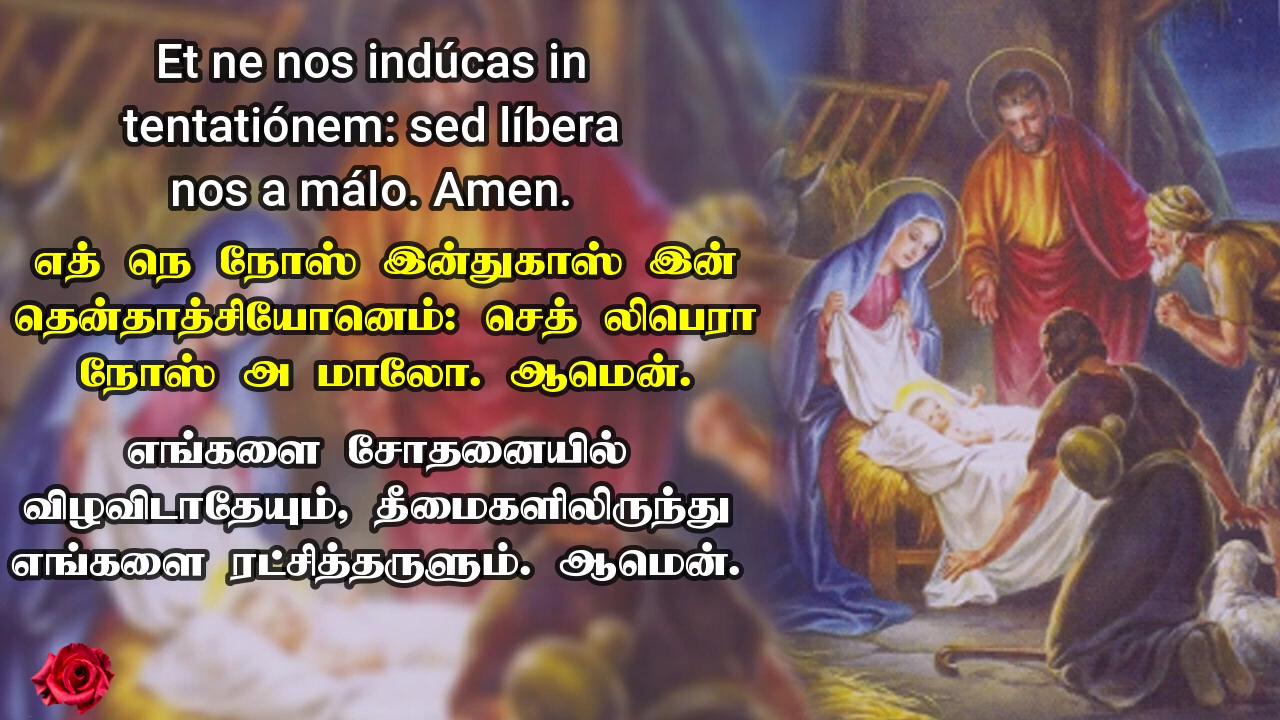 Et ne nos indúcas in
tentatiónem: sed líbera
nos a málo. Amen.
எத் நெ நோஸ் இன்துகாஸ் இன்
தென்தாத்சியோனெம்: செத் லிபெரா
நோஸ் அ மாலோ. ஆமென்.
எங்களை சோதனையில்
விழவிடாதேயும், தீமைகளிலிருந்து
எங்களை ரட்சித்தருளும். ஆமென்.